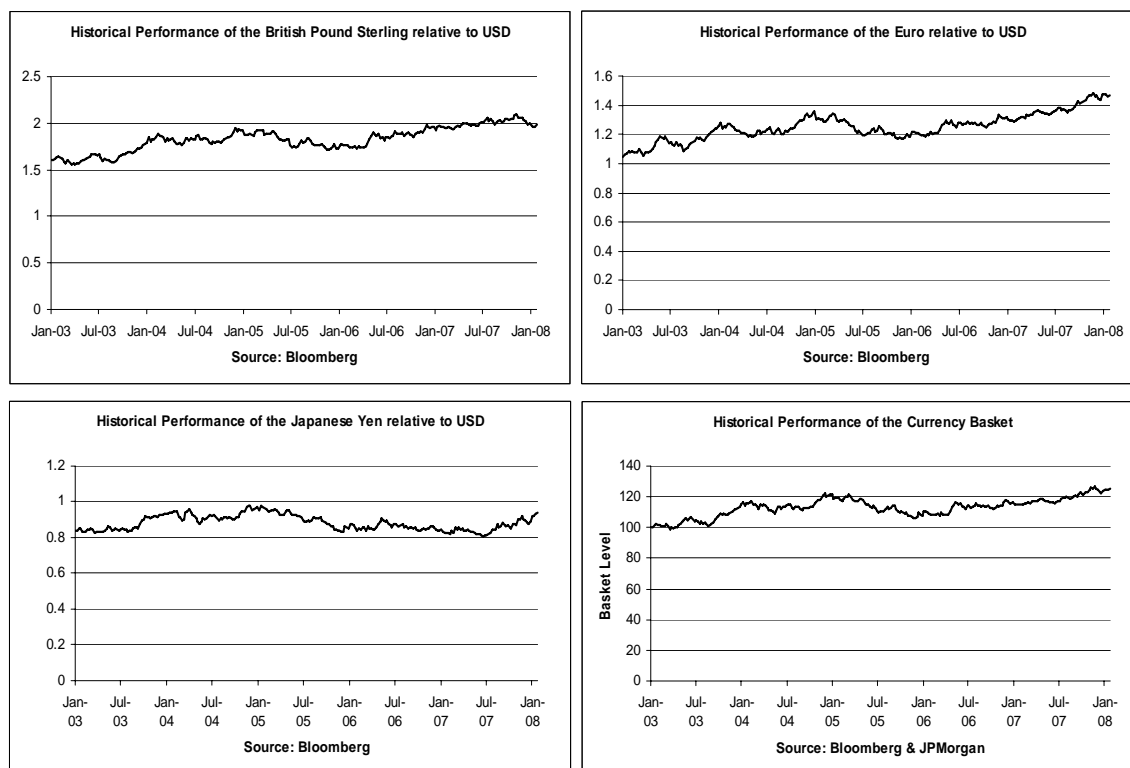 Historical Performance of the British Pound Sterling relative to USD
2.5
2
1.5
1
0.5
0
Jan-03 Jul-03 Jan-04 Jul-04 Jan-05 Jul-05 Jan-06 Jul-06 Jan-07 Jul-07 Jan-08
Source: Bloomberg
Historical Performance of the Euro relative to USD
1.6
1.4
1.2
1
0.8
0.6
0.4
0.2
0
Jan-03 Jul-03 Jan-04 Jul-04 Jan-05 Jul-05 Jan-06 Jul-06 Jan-07 Jul-07 Jan-08
Source: Bloomberg
Historical Performance of the Japanese Yen relative to USD
1.2
1
0.8
0.6
0.4
0.2
0
Jan- Jul- Jan- Jul- Jan- Jul- Jan- Jul- Jan- Jul- Jan-
03 03 04 04 05 05 06 06 07 07 08
Source: Bloomberg
Historical Performance of the Currency Basket
Basket Level
140
120
100
80
60
40
20
0
Jan- Jul- Jan- Jul- Jan- Jul- Jan- Jul- Jan- Jul- Jan-
03 03 04 04 05 05 06 06 07 07 08
Source: Bloomberg & JPMorgan